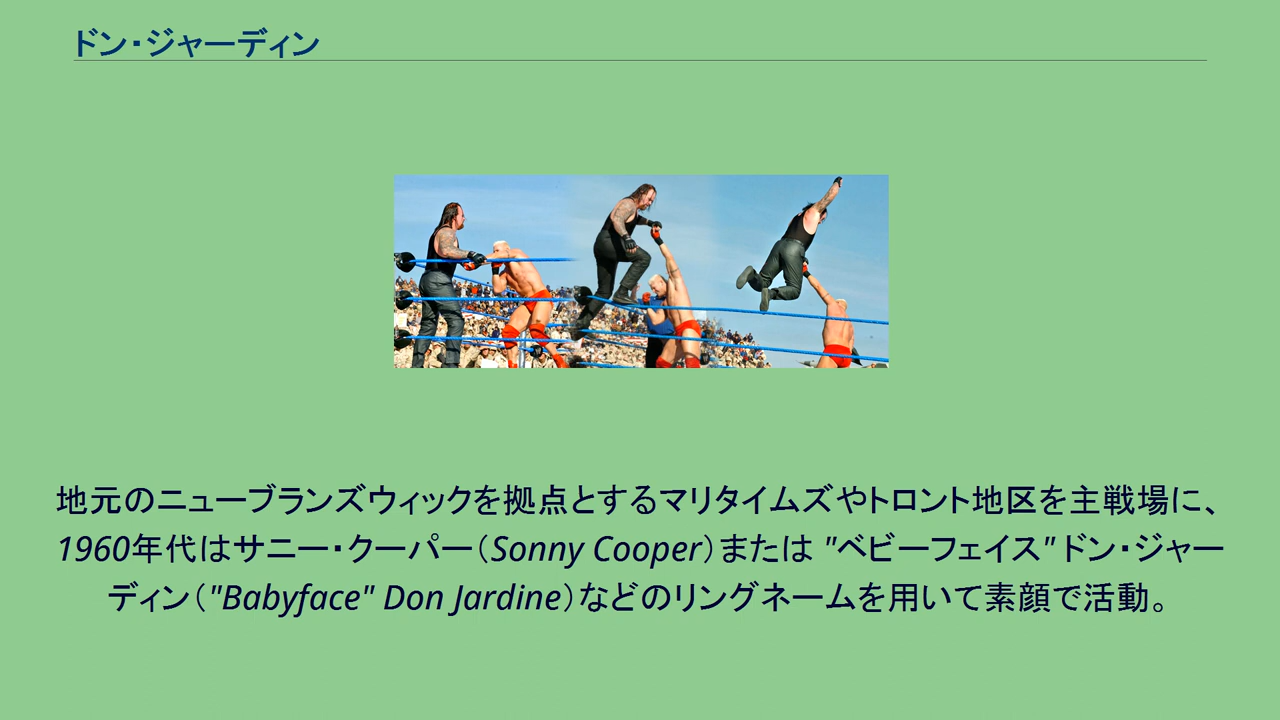 ドン・ジャーディン
地元のニューブランズウィックを拠点とするマリタイムズやトロント地区を主戦場に、
1960年代はサニー・クーパー（Sonny Cooper）または "ベビーフェイス" ドン・ジャー
ディン（"Babyface" Don Jardine）などのリングネームを用いて素顔で活動。